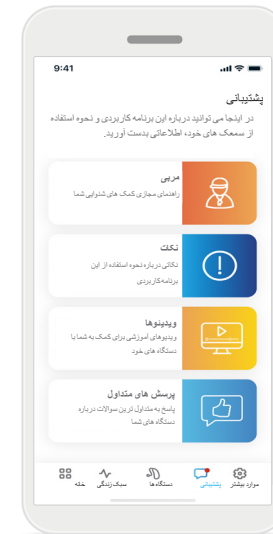 9:41
پشتیبانی
در اینجا می توانید درباره این برنامه کاربردی و نحوه استفاده
از سمعک های خود، اطلاعاتی بدست آورید.
مربی
راهنمای مجازی کمک های شنوایی شما
نکات
نکاتی درباره نحوه استفاده از این
برنامه‌کاربردی
ویدیئوها
ویدیوهای آموزشی برای کمک به شما با
دستگاه های خود
پرسش های متداول
پاسخ به متداول ترین سوالات درباره
دستگاه های شما
موارد بیشتر پشتیبانی دستگاه ها سبک زندگی خانه